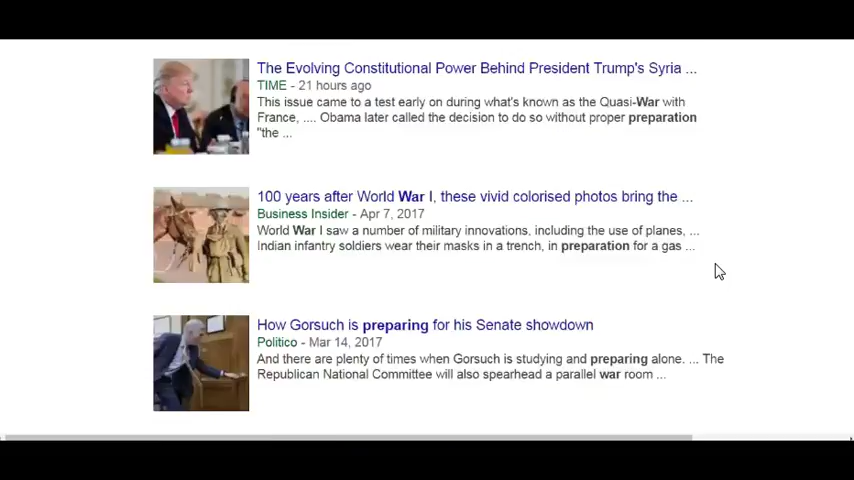 The Evolving Constitutional Power Behind President Trump's Syria ...
TIME - 21 hours ago
This issue came to a test early on during what's known as the Quasi-War with
France, .... Obama later called the decision to do so without proper preparation
"the ...
100 years after World War I, these vivid colorised photos bring the ...
Business Insider - Apr 7, 2017
World War I saw a number of military innovations, including the use of planes, ...
Indian infantry soldiers wear their masks in a trench, in preparation for a gas ...
How Gorsuch is preparing for his Senate showdown
Politico - Mar 14, 2017
And there are plenty of times when Gorsuch is studying and preparing alone. ... The
Republican National Committee will also spearhead a parallel war room ...